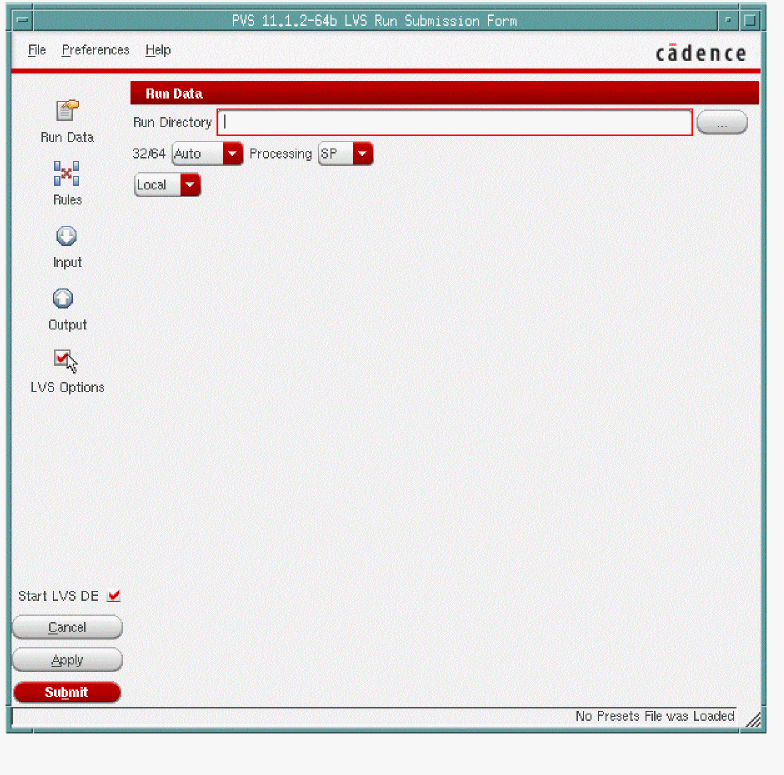 PVS 11.1.2-64b LVS Run Submission Form
File Preferences Help
cādence
Run Data
Run Directory
...
Run Data
32/64 Auto Processing SP
Local
Rules
Input
Output
LVS Options
Start LVS DE
Cancel
Apply
Submit
No Presets File was Loaded